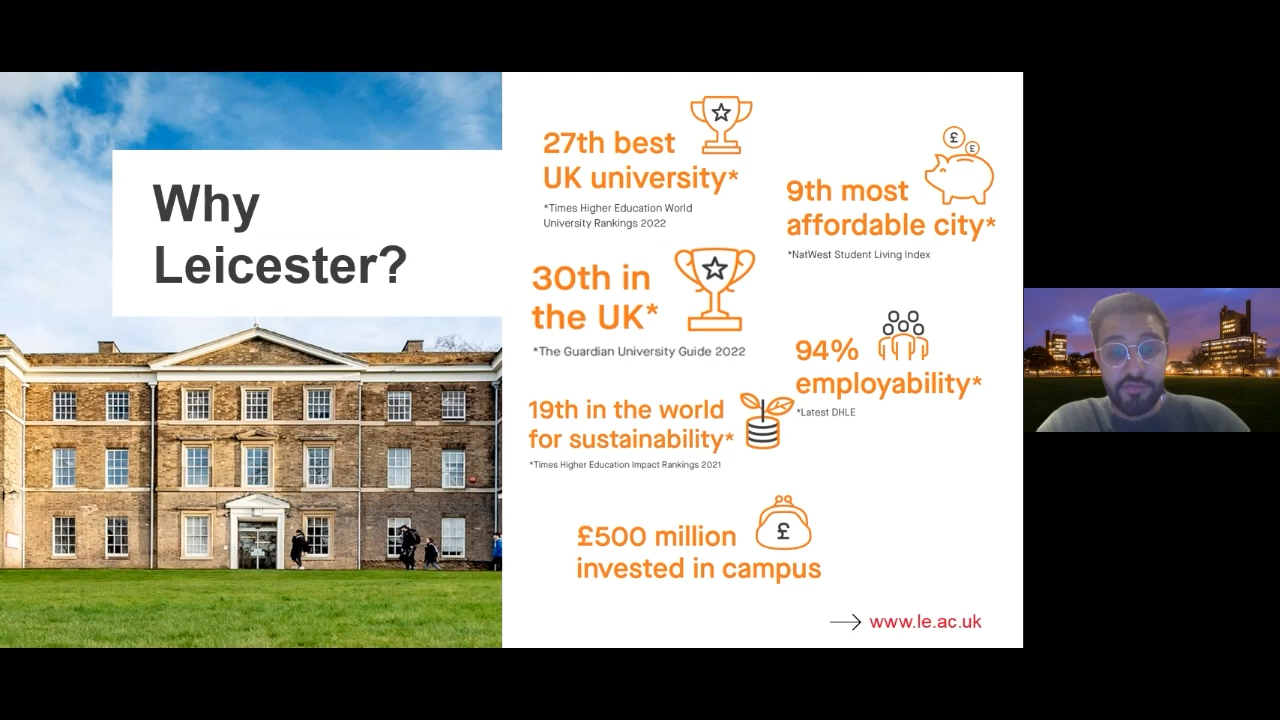 Why
Leicester?
27th best
UK university*
*Times Higher Education World
University Rankings 2022
9th most
affordable city*
*NatWest Student Living Index
30th in
the UK*
*The Guardian University Guide 2022
94%
employability*
*Latest DHLE
19th in the world
for sustainability*
*Times Higher Education Impact Rankings 2021
£500 million
invested in campus
www.le.ac.uk